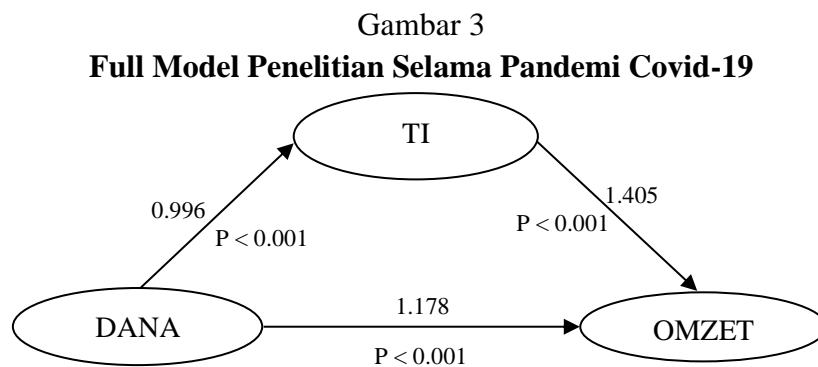 Gambar 3
Full Model Penelitian Selama Pandemi Covid-19
TI
0.996
P < 0.001
1.405
P < 0.001
DANA
1.178
P < 0.001
OMZET